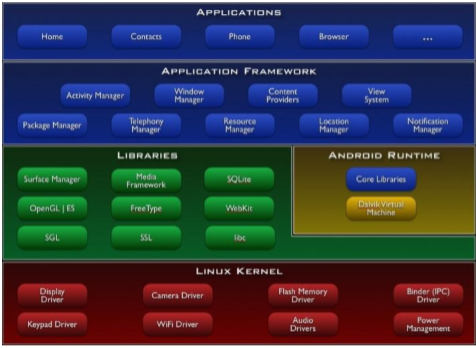 APPLICATIONS
Home
Contacts
Phone
Browser
...
APPLICATION FRAMEWORK
Activity Manager
Window
Manager
Content
Providers
View
System
Package Manager
Telephony
Manager
Resource
Manager
Location
Manager
Notification
Manager
LIBRARIES
Surface Manager
Media
Framework
SQLite
OpenGL | ES
FreeType
WebKit
SGL
SSL
libc
ANDROID RUNTIME
Core Libraries
Dalvik Virtual
Machine
LINUX KERNEL
Display
Driver
Camera Driver
Flash Memory
Driver
Binder (IPC)
Driver
Keypad Driver
WiFi Driver
Audio
Drivers
Power
Management